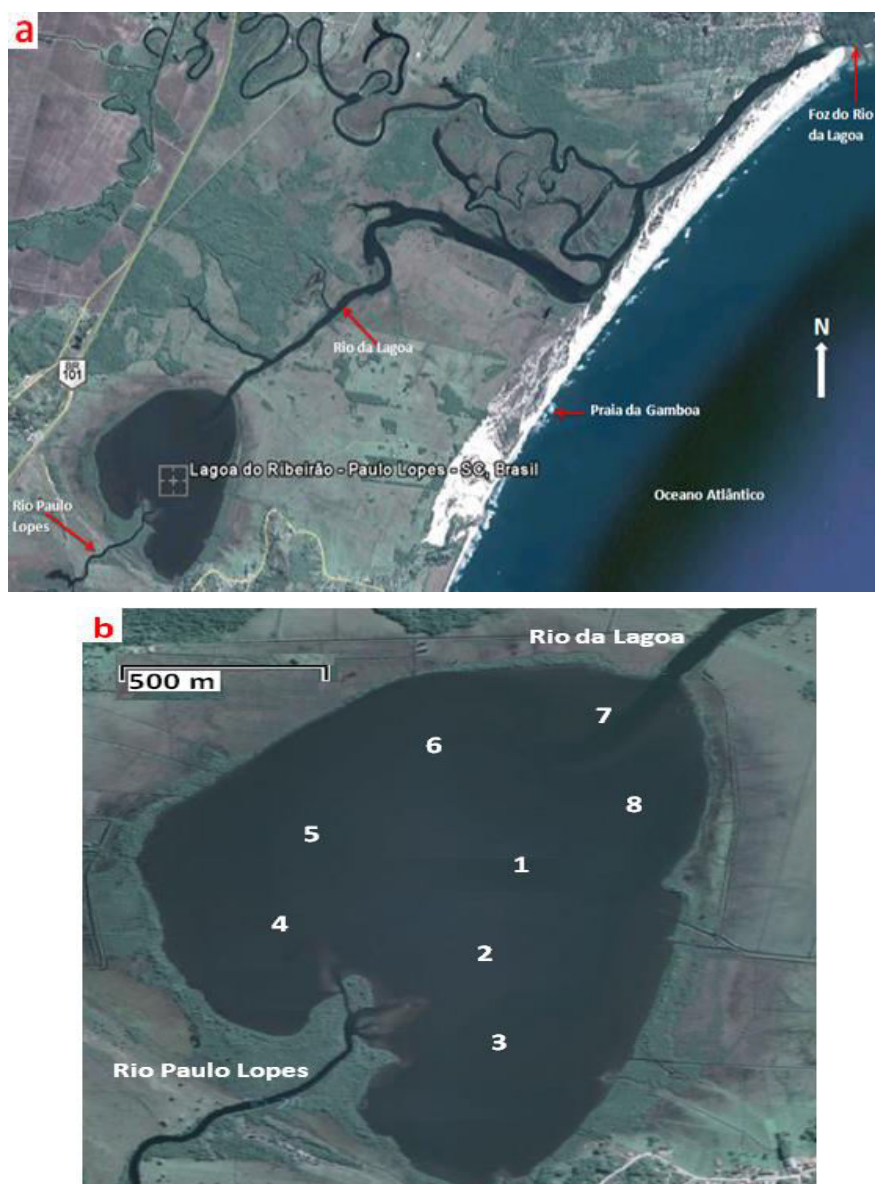 a
Foz do Rio
da Lagoa
Rio da Lagoa
N
BR
101
Praia da Gamboa
Lagoa do Ribeirão - Paulo Lopes - SC, Brasil
Oceano Atlântico
Rio Paulo
Lopes
b
Rio da Lagoa
500 m
7
6
8
5
1
4
2
3
Rio Paulo Lopes